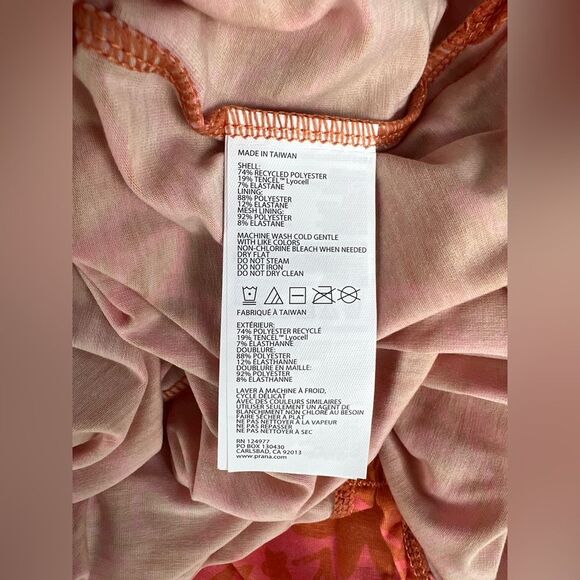 MADE IN TAIWAN
SHELL:
74% RECYCLED POLYESTER
19% TENCEL™ Lyocell
7% ELASTANE
LINING:
88% POLYESTER
12% ELASTANE
MESH LINING:
92% POLYESTER
8% ELASTANE
MACHINE WASH COLD GENTLE
WITH LIKE COLORS
NON-CHLORINE BLEACH WHEN NEEDED
DRY FLAT
DO NOT STEAM
DO NOT IRON
DO NOT DRY CLEAN
FABRIQUÉ À TAIWAN
EXTÉRIEUR:
74% POLYESTER RECYCLÉ
19% TENCEL™ Lyocell
7% ÉLASTHANNE
DOUBLURE:
88% POLYESTER
12% ÉLASTHANNE
DOUBLURE EN MAILLE:
92% POLYESTER
8% ÉLASTHANNE
LAVER À MACHINE À FROID,
CYCLE DÉLICAT
AVEC DES COULEURS SIMILAIRES
UTILISER SEULEMENT UN AGENT DE
BLANCHIMENT NON CHLORÉ AU BESOIN
FAIRE SÉCHER À PLAT
NE PAS NETTOYER À LA VAPEUR
NE PAS REPASSER
NE PAS NETTOYER À SEC
RN 124977
PO BOX 130430
CARLSBAD, CA 92013
www.prana.com